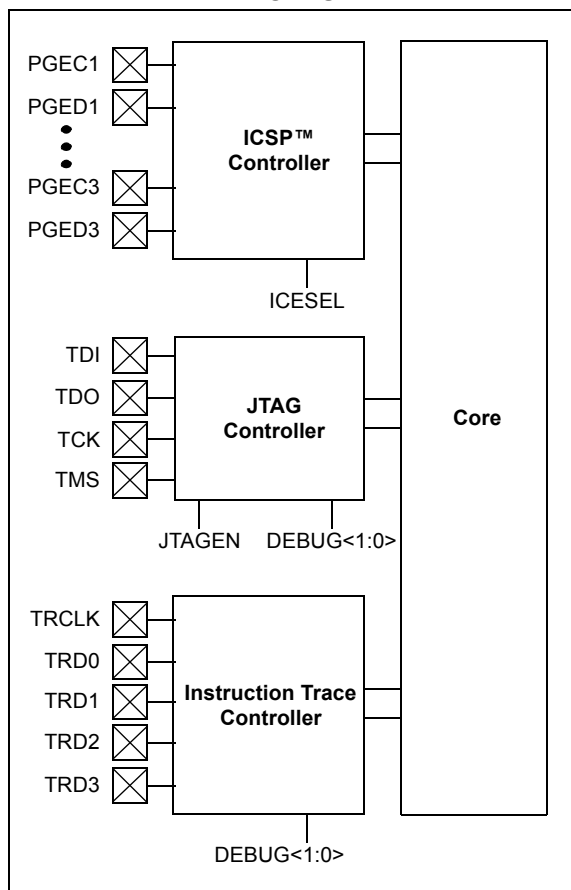 PGEC1
PGED1
PGEC3
PGED3
ICSP™
Controller
ICESEL
TDI
TDO
TCK
TMS
JTAG
Controller
JTAGEN
DEBUG<1:0>
Core
TRCLK
TRD0
TRD1
TRD2
TRD3
Instruction Trace
Controller
DEBUG<1:0>